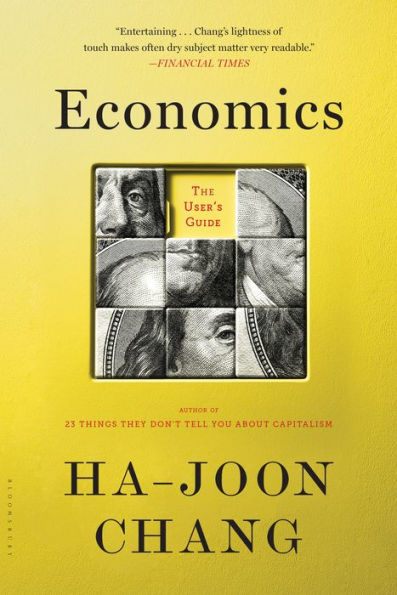 “Entertaining . . . Chang’s lightness of
touch makes often dry subject matter very readable.”
—FINANCIAL TIMES
Economics
THE
USER’S
GUIDE
AUTHOR OF
23 THINGS THEY DON’T TELL YOU ABOUT CAPITALISM
HA-JOON
CHANG
BLOOMSBURY